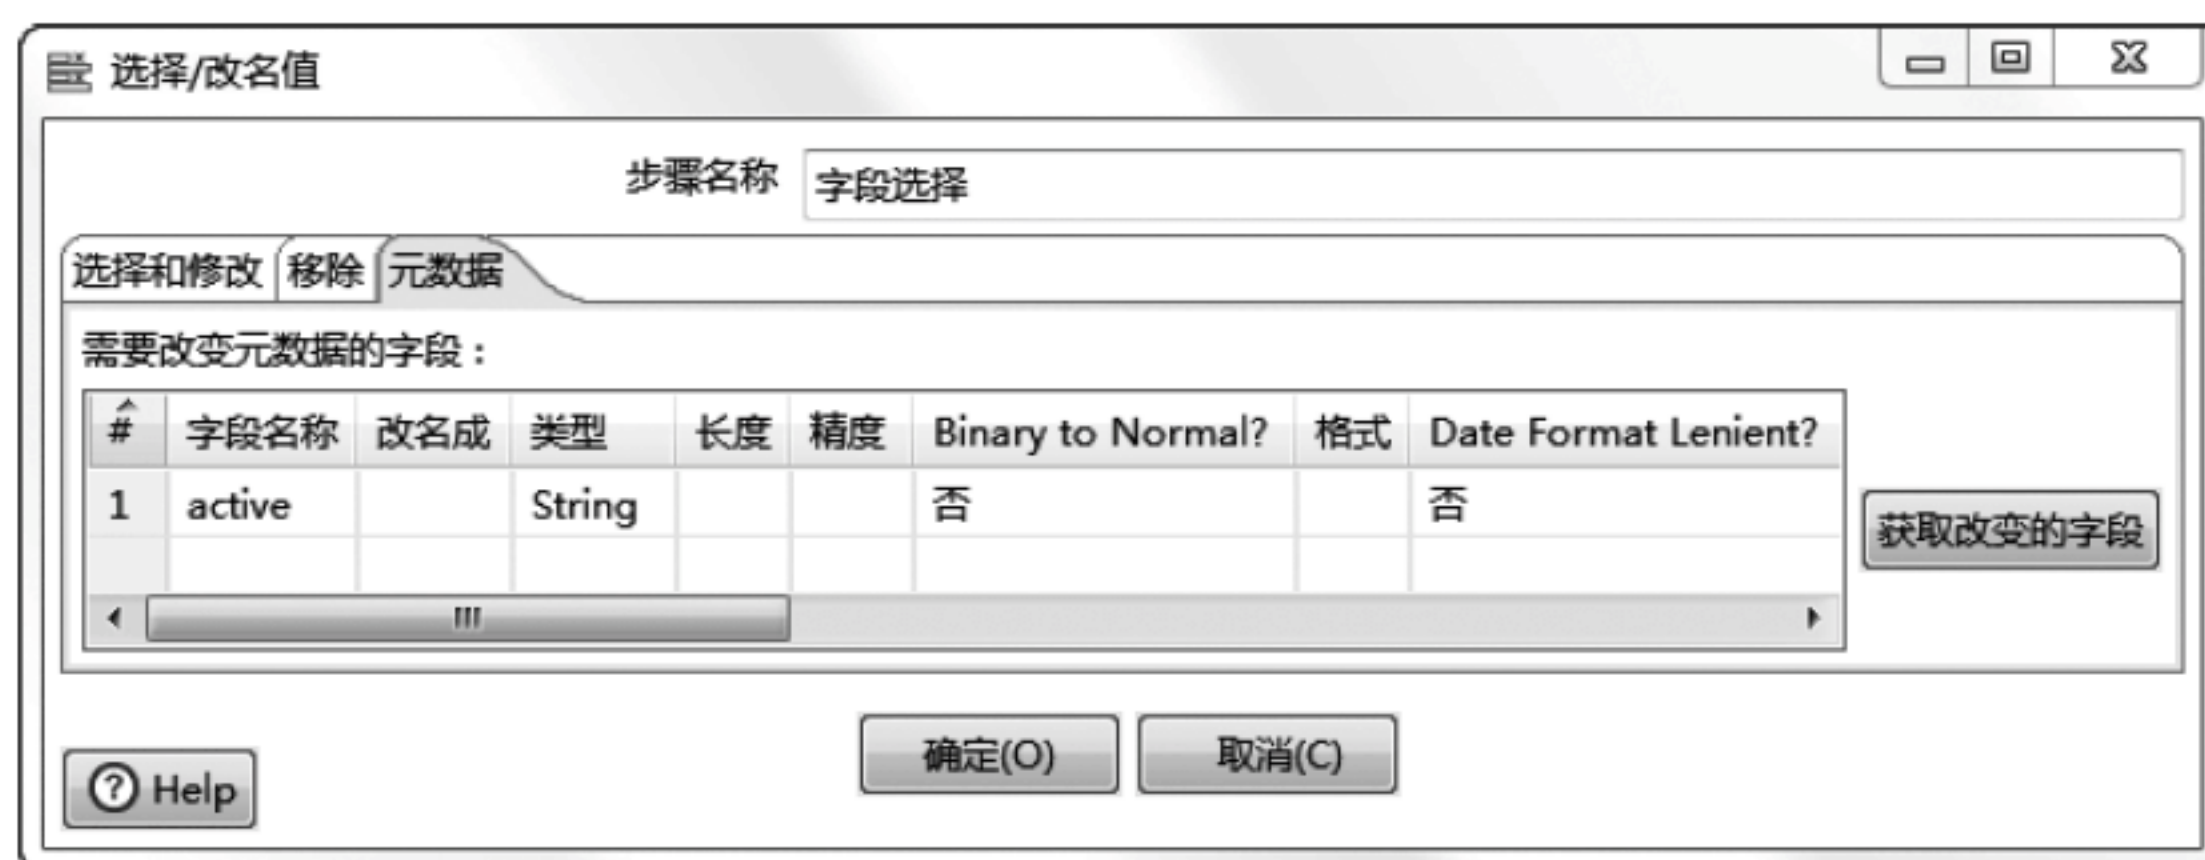 选择/改名值
步骤名称 字段选择
选择和修改 移除 元数据
需要改变元数据的字段：
# 字段名称 改名成 类型 长度 精度 Binary to Normal? 格式 Date Format Lenient?
1 active String 否 否
获取改变的字段
确定(O) 取消(C)
Help